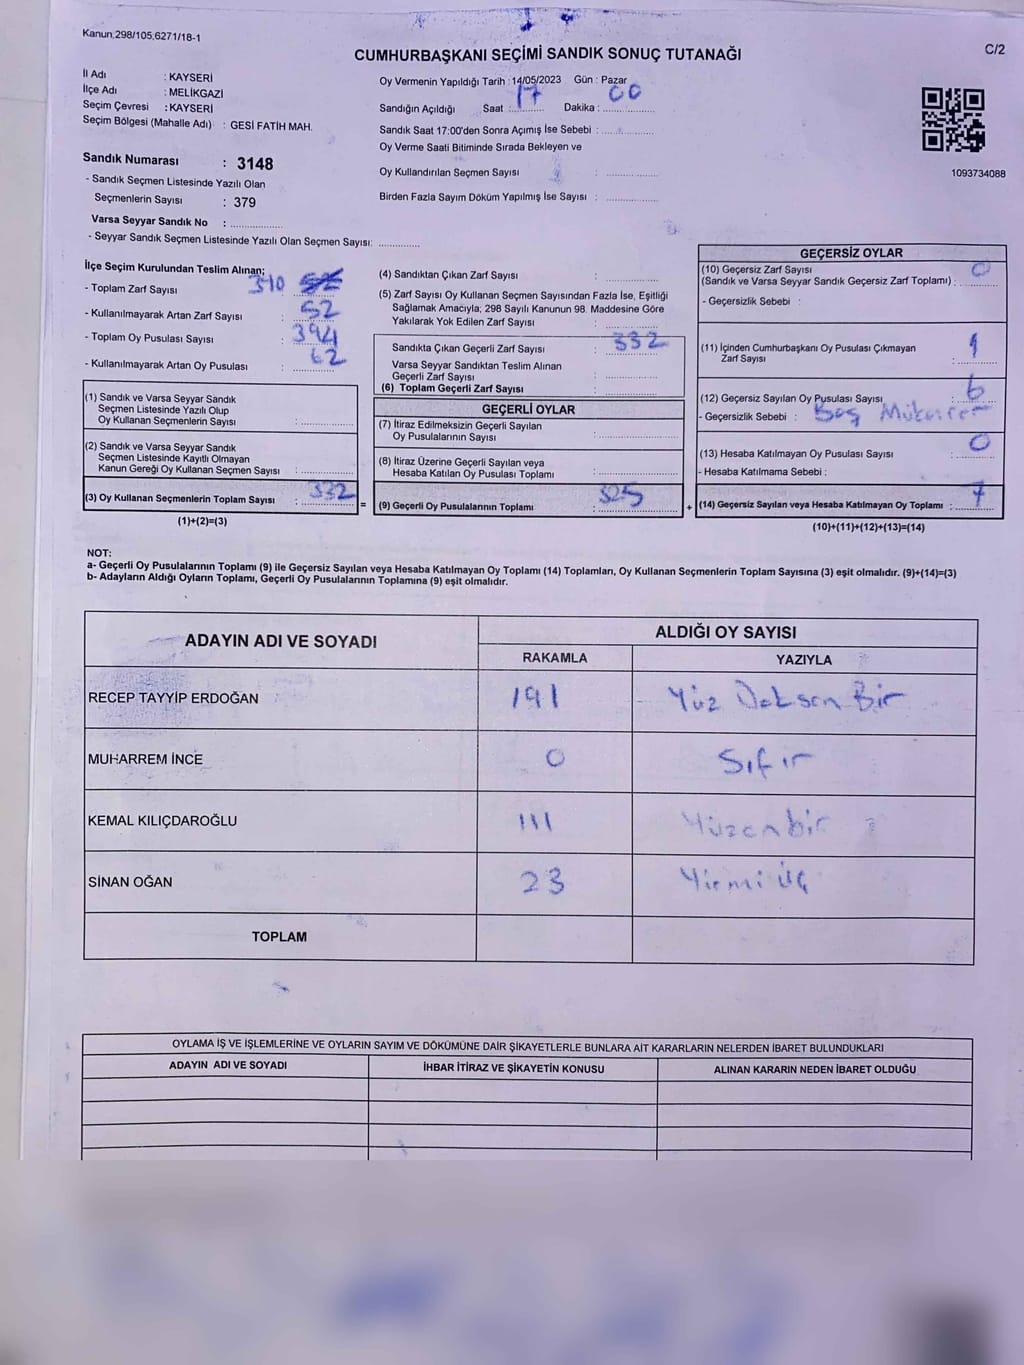 Kanun,298/105,6271/18-1
C/2
CUMHURBAŞKANI SEÇİMİ SANDIK SONUÇ TUTANAĞI
İl Adı : KAYSERİ
İlçe Adı : MELİKGAZİ
Seçim Çevresi : KAYSERİ
Seçim Bölgesi (Mahalle Adı) : GESİ FATİH MAH.
Sandık Numarası : 3148
- Sandık Seçmen Listesinde Yazılı Olan
Seçmenlerin Sayısı : 379
Varsa Seyyar Sandık No :
- Seyyar Sandık Seçmen Listesinde Yazılı Olan Seçmen Sayısı:
Oy Vermenin Yapıldığı Tarih : 14/05/2023 Gün : Pazar
Sandığın Açıldığı Saat : 17 Dakika : 00
Sandık Saat 17:00'den Sonra Açımış İse Sebebi :
Oy Verme Saati Bitiminde Sırada Bekleyen ve
Oy Kullandırılan Seçmen Sayısı :
Birden Fazla Sayım Döküm Yapılmış İse Sayısı :
1093734088
İlçe Seçim Kurulundan Teslim Alınan;
- Toplam Zarf Sayısı 390
- Kullanılmayarak Artan Zarf Sayısı : 52
- Toplam Oy Pusulası Sayısı : 394
- Kullanılmayarak Artan Oy Pusulası : 62
(1) Sandık ve Varsa Seyyar Sandık
Seçmen Listesinde Yazılı Olup
Oy Kullanan Seçmenlerin Sayısı :
(2) Sandık ve Varsa Seyyar Sandık
Seçmen Listesinde Kayıtlı Olmayan
Kanun Gereği Oy Kullanan Seçmen Sayısı :
(3) Oy Kullanan Seçmenlerin Toplam Sayısı : 332
(1)+(2)=(3)
=
(4) Sandıktan Çıkan Zarf Sayısı :
(5) Zarf Sayısı Oy Kullanan Seçmen Sayısından Fazla İse, Eşitliği
Sağlamak Amacıyla; 298 Sayılı Kanunun 98. Maddesine Göre
Yakılarak Yok Edilen Zarf Sayısı :
Sandıkta Çıkan Geçerli Zarf Sayısı : 332
Varsa Seyyar Sandıktan Teslim Alınan
Geçerli Zarf Sayısı :
(6) Toplam Geçerli Zarf Sayısı :
GEÇERLİ OYLAR
(7) İtiraz Edilmeksizin Geçerli Sayılan
Oy Pusulalarının Sayısı :
(8) İtiraz Üzerine Geçerli Sayılan veya
Hesaba Katılan Oy Pusulası Toplamı :
(9) Geçerli Oy Pusulalarının Toplamı : 325
+
GEÇERSİZ OYLAR
(10) Geçersiz Zarf Sayısı
(Sandık ve Varsa Seyyar Sandık Geçersiz Zarf Toplamı) : 0
- Geçersizlik Sebebi :
(11) İçinden Cumhurbaşkanı Oy Pusulası Çıkmayan
Zarf Sayısı : 1
(12) Geçersiz Sayılan Oy Pusulası Sayısı : 6
- Geçersizlik Sebebi : Boş
(13) Hesaba Katılmayan Oy Pusulası Sayısı : 0
- Hesaba Katılmama Sebebi :
(14) Geçersiz Sayılan veya Hesaba Katılmayan Oy Toplamı : 7
(10)+(11)+(12)+(13)=(14)
NOT:
a- Geçerli Oy Pusulalarının Toplamı (9) ile Geçersiz Sayılan veya Hesaba Katılmayan Oy Toplamı (14) Toplamları, Oy Kullanan Seçmenlerin Toplam Sayısına (3) eşit olmalıdır. (9)+(14)=(3)
b- Adayların Aldığı Oyların Toplamı, Geçerli Oy Pusulalarının Toplamına (9) eşit olmalıdır.
ADAYIN ADI VE SOYADI
ALDIĞI OY SAYISI
RAKAMLA YAZIYLA
RECEP TAYYİP ERDOĞAN 191 Yüz Doksan Bir
MUHARREM İNCE 0 Sıfır
KEMAL KILIÇDAROĞLU 111 Yüzonbir
SİNAN OĞAN 23 Yirmi Üç
TOPLAM
OYLAMA İŞ VE İŞLEMLERİNE VE OYLARIN SAYIM VE DÖKÜMÜNE DAİR ŞİKAYETLERLE BUNLARA AİT KARARLARIN NELERDEN İBARET BULUNDUKLARI
ADAYIN ADI VE SOYADI İHBAR İTİRAZ VE ŞİKAYETİN KONUSU ALINAN KARARIN NEDEN İBARET OLDUĞU